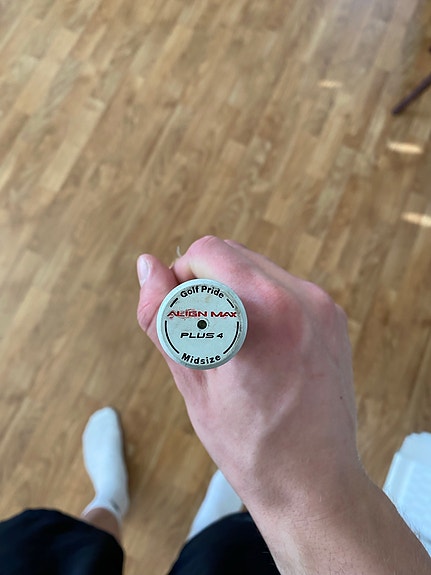 Golf Pride
ALIGN MAX
PLUS 4
Midsize